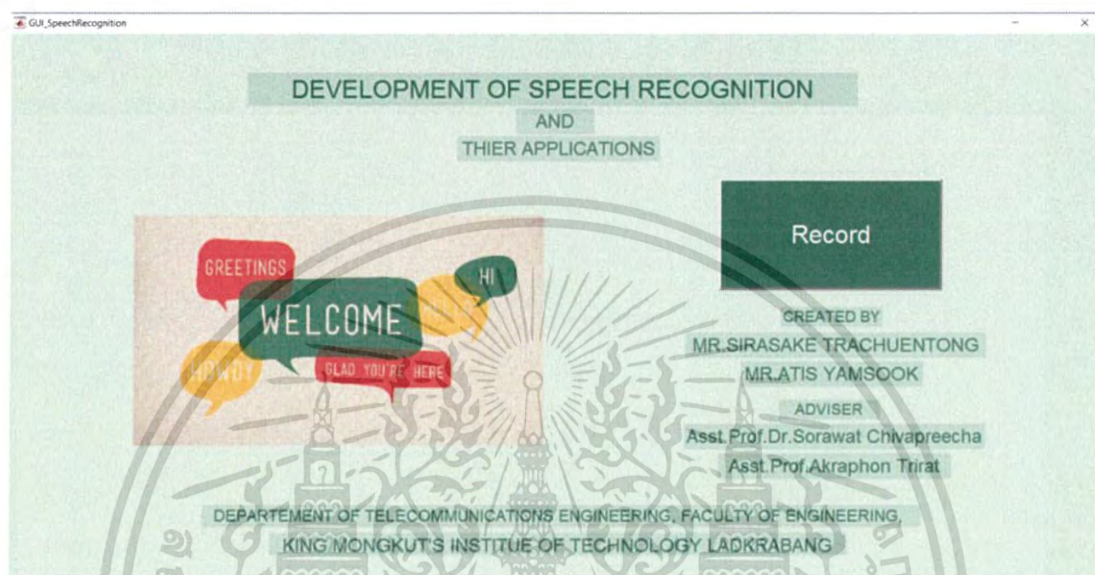 GUI_SpeechRecognition
DEVELOPMENT OF SPEECH RECOGNITION
AND
THIER APPLICATIONS
Record
GREETINGS
HI
WELCOME
HELLO
HOWDY
GLAD YOU'RE HERE
CREATED BY
MR.SIRASAKE TRACHUENTONG
MR.ATIS YAMSOOK
ADVISER
Asst.Prof.Dr.Sorawat Chivapreecha
Asst.Prof.Akraphon Trirat
DEPARTEMENT OF TELECOMMUNICATIONS ENGINEERING, FACULTY OF ENGINEERING,
KING MONGKUT'S INSTITUE OF TECHNOLOGY LADKRABANG